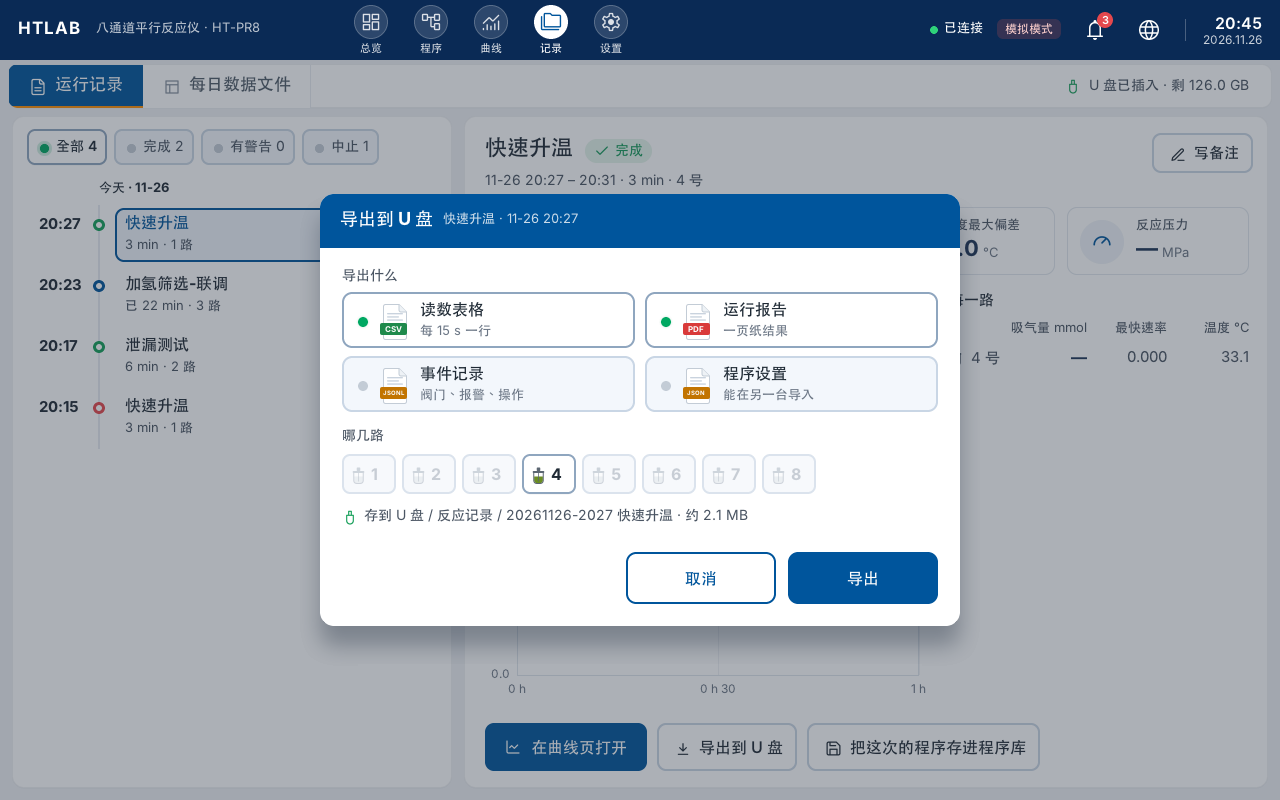 HTLAB 八通道平行反应仪 · HT-PR8
总览 程序 曲线 记录 设置
已连接 模拟模式 3
20:45
2026.11.26
运行记录 每日数据文件 U 盘已插入 · 剩 126.0 GB
全部 4 完成 2 有警告 0 中止 1
今天 · 11-26
20:27 快速升温
3 min · 1 路
20:23 加氢筛选-联调
已 22 min · 3 路
20:17 泄漏测试
6 min · 2 路
20:15 快速升温
3 min · 1 路
快速升温 完成
写备注
11-26 20:27 – 20:31 · 3 min · 4 号
度最大偏差
.0 °C
反应压力
— MPa
每一路
吸气量 mmol 最快速率 温度 °C
4 号 — 0.000 33.1
导出到 U 盘 快速升温 · 11-26 20:27
导出什么
CSV 读数表格
每 15 s 一行
PDF 运行报告
一页纸结果
JSONL 事件记录
阀门、报警、操作
JSON 程序设置
能在另一台导入
哪几路
1 2 3 4 5 6 7 8
存到 U 盘 / 反应记录 / 20261126-2027 快速升温 · 约 2.1 MB
取消 导出
0.0
0 h 0 h 30 1 h
在曲线页打开 导出到 U 盘 把这次的程序存进程序库